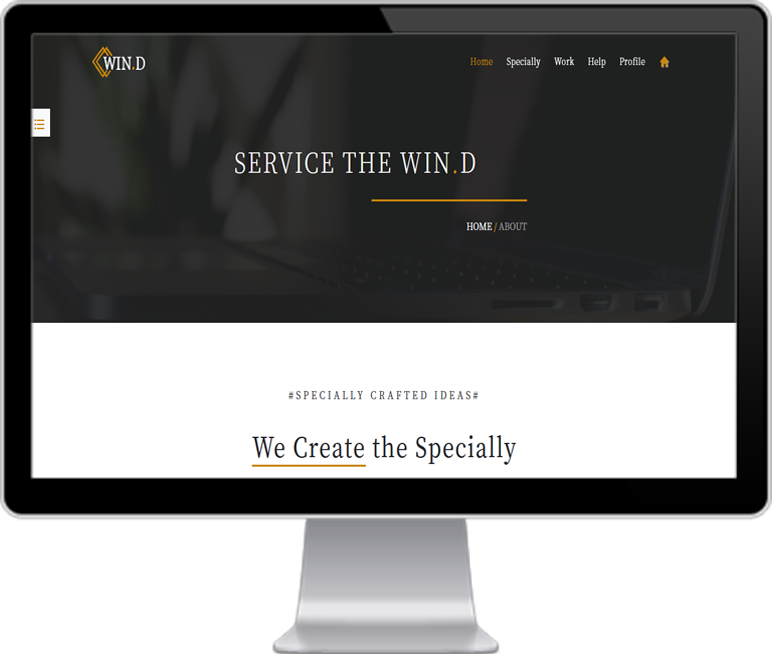 WIN.D
Home Specially Work Help Profile
SERVICE THE WIN.D
HOME / ABOUT
#SPECIALLY CRAFTED IDEAS#
We Create the Specially